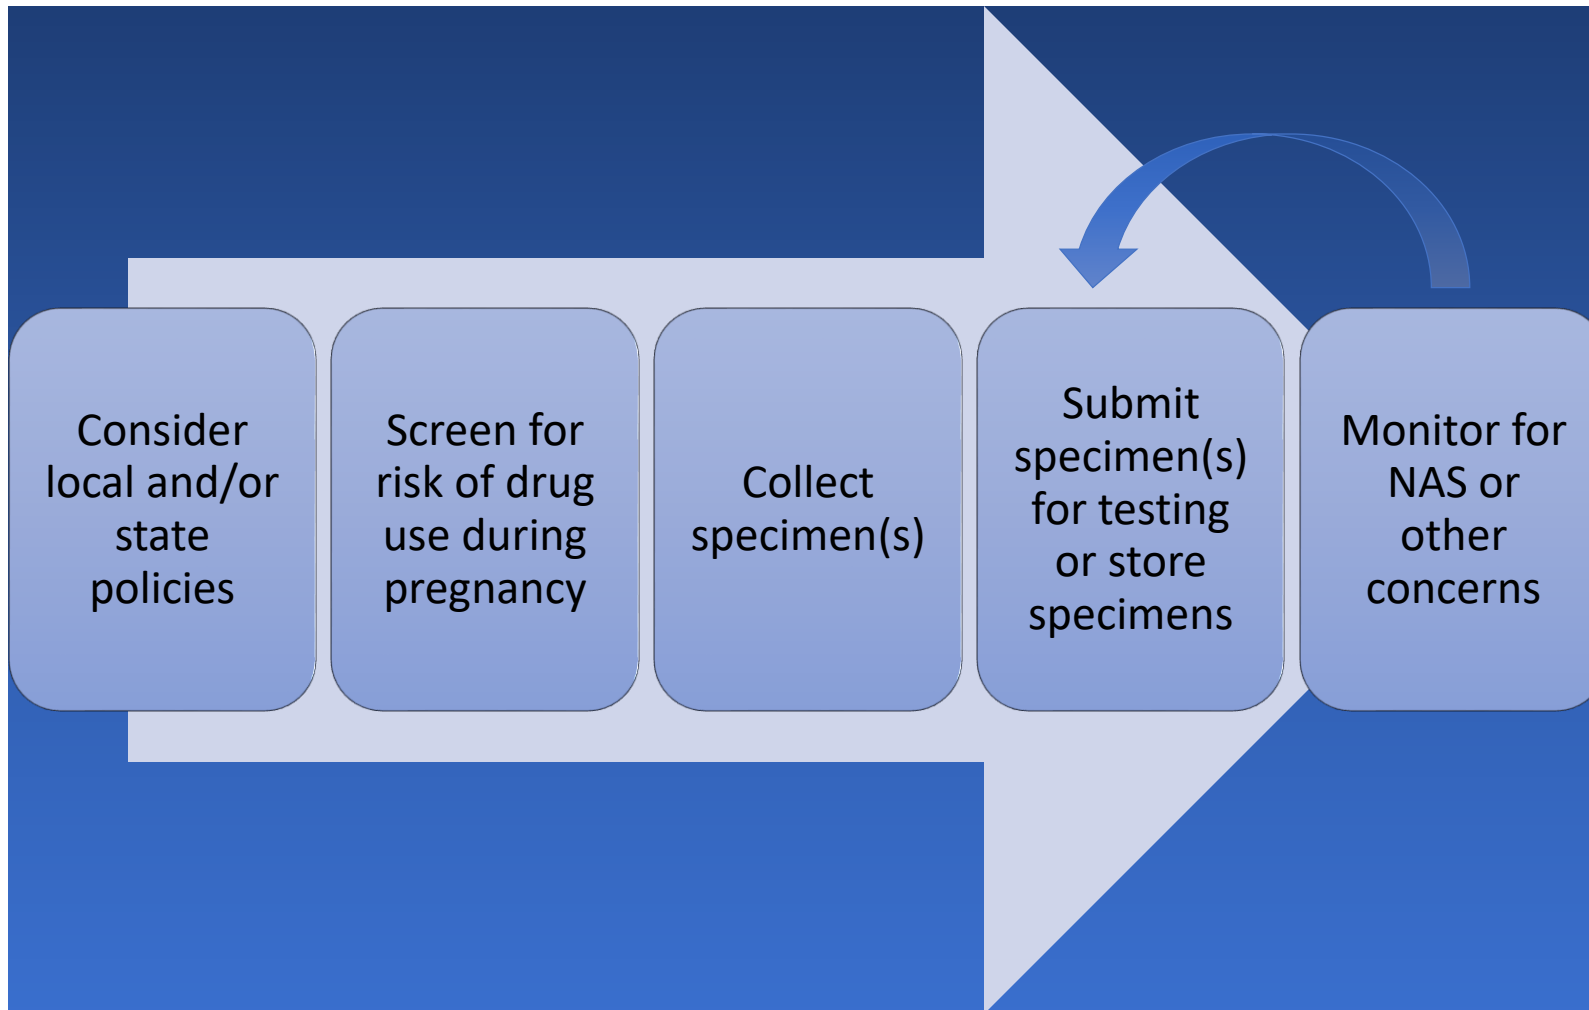 Consider
local and/or
state
policies
Screen for
risk of drug
use during
pregnancy
Collect
specimen(s)
Submit
specimen(s)
for testing
or store
specimens
Monitor for
NAS or
other
concerns